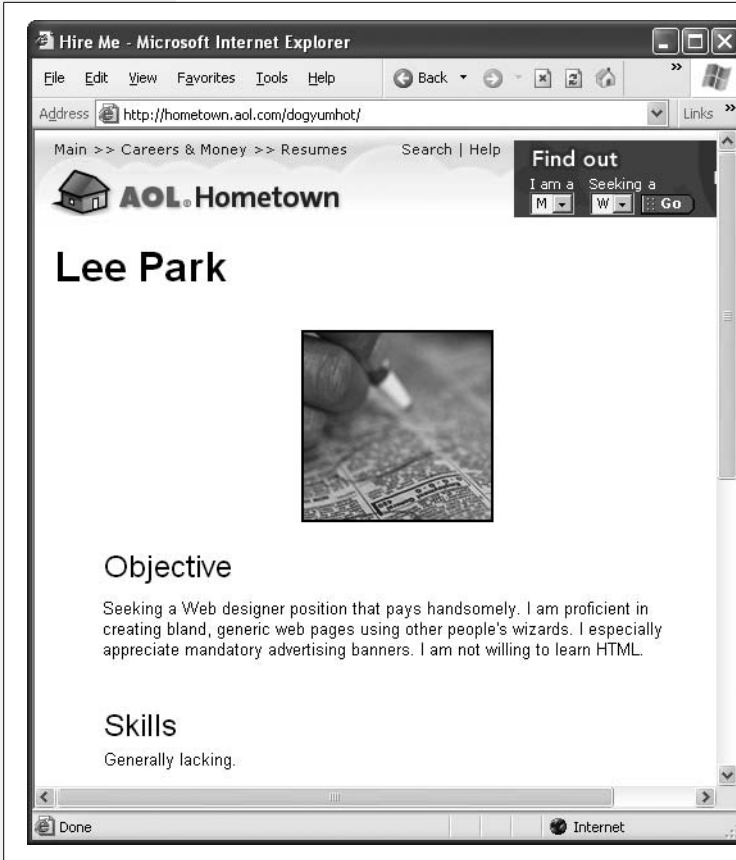 Hire Me - Microsoft Internet Explorer
File Edit View Favorites Tools Help Back »
Address http://hometown.aol.com/dogyumhot/ Links »
Main >> Careers & Money >> Resumes Search | Help
Find out
I am a Seeking a
M W Go
AOL® Hometown
Lee Park
Objective
Seeking a Web designer position that pays handsomely. I am proficient in
creating bland, generic web pages using other people's wizards. I especially
appreciate mandatory advertising banners. I am not willing to learn HTML.
Skills
Generally lacking.
Done Internet